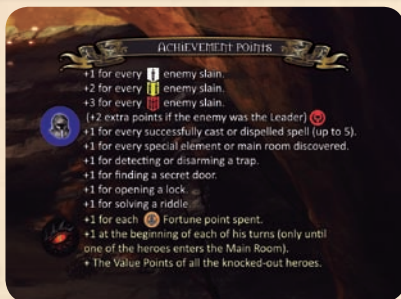 ACHIEVEMENT POINTS
+1 for every enemy slain.
+2 for every enemy slain.
+3 for every enemy slain.
(+2 extra points if the enemy was the Leader)
+1 for every successfully cast or dispelled spell (up to 5).
+1 for every special element or main room discovered.
+1 for detecting or disarming a trap.
+1 for finding a secret door.
+1 for opening a lock.
+1 for solving a riddle.
+1 for each Fortune point spent.
+1 at the beginning of each of his turns (only until
one of the heroes enters the Main Room).
+ The Value Points of all the knocked-out heroes.